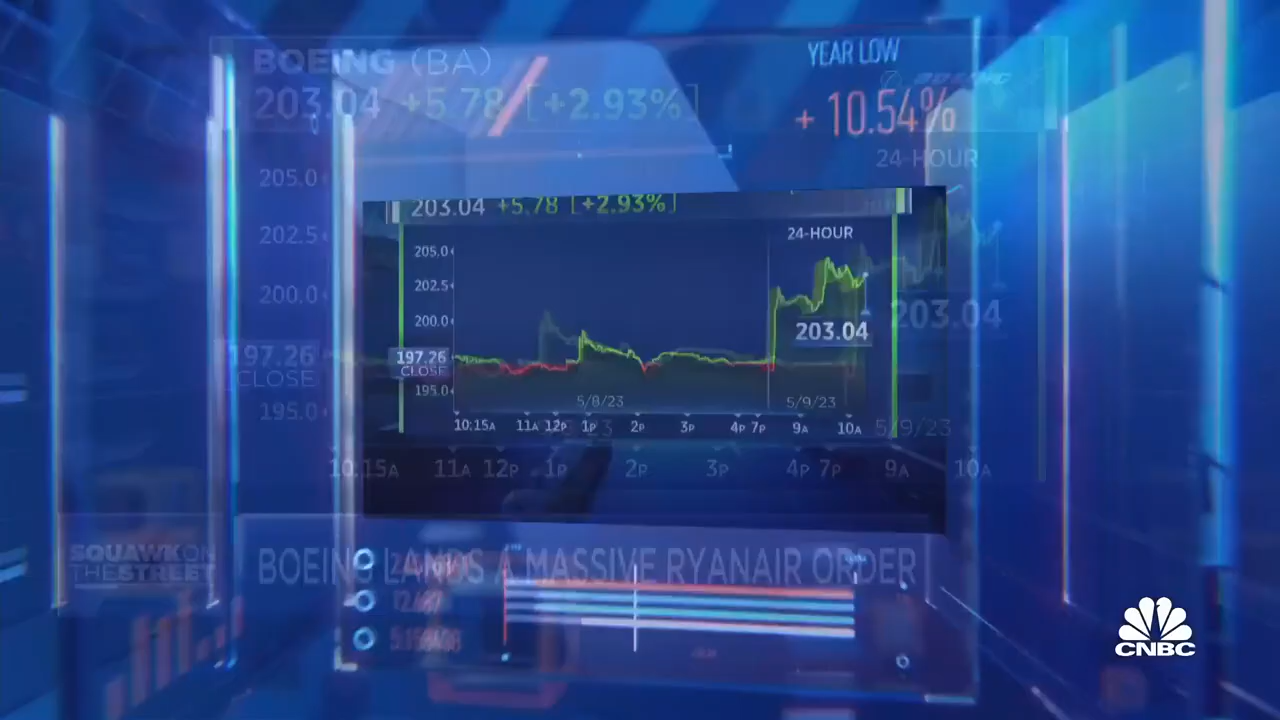 BOEING (BA)
203.04 +5.78 [+2.93%]
YEAR LOW
+ 10.54%
BOEING
24-HOUR
205.0
202.5
200.0
197.26
CLOSE
195.0
203.04
5/9/23
10:15A 11A 12P 1P 2P 3P 4P 7P 9A 10A
203.04 +5.78 [+2.93%]
24-HOUR
205.0
202.5
200.0
197.26
CLOSE
195.0
203.04
5/8/23
5/9/23
10:15A 11A 12P 1P 2P 3P 4P 7P 9A 10A
SQUAWK ON
THE STREET
BOEING LANDS A MASSIVE RYANAIR ORDER
CNBC